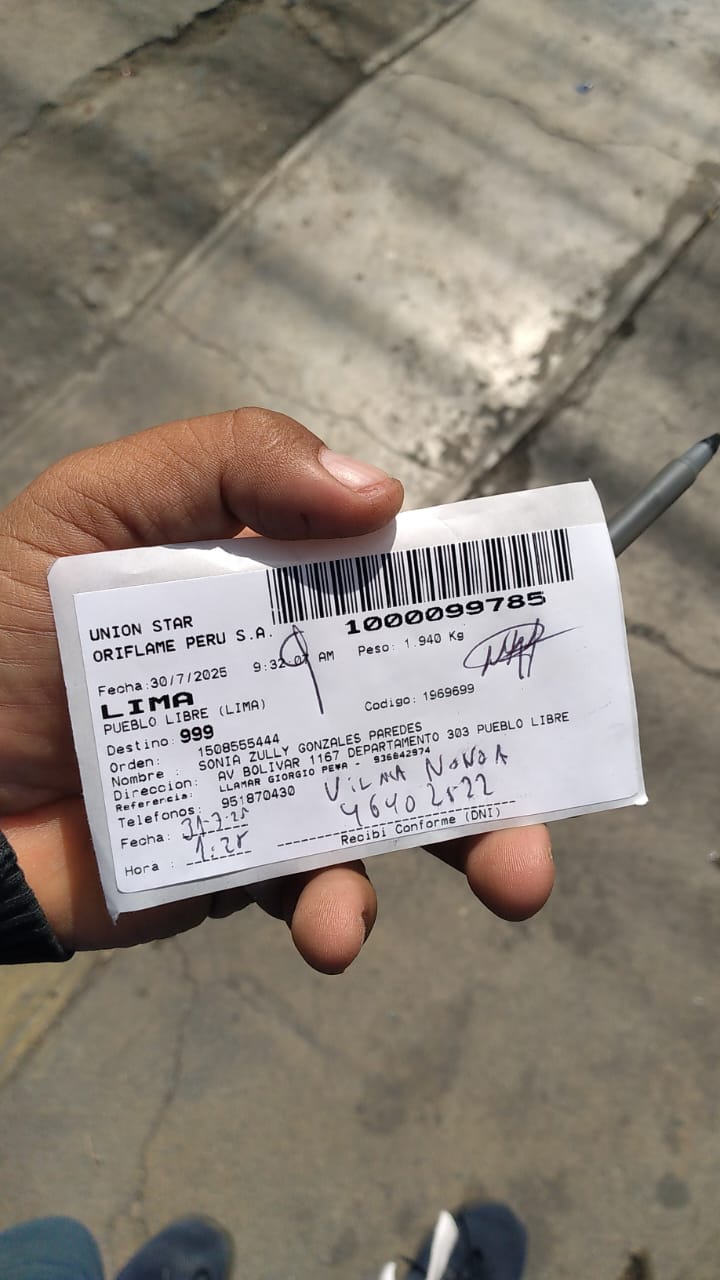 UNION STAR
ORIFLAME PERU S.A.
1000099785
Fecha:30/7/2025 9:32:07 AM Peso: 1.940 Kg
LIMA
PUEBLO LIBRE (LIMA) Codigo: 1969699
Destino: 999
Orden: 1508555444
Nombre : SONIA ZULLY GONZALES PAREDES
Direccion: AV BOLIVAR 1167 DEPARTAMENTO 303 PUEBLO LIBRE
Referencia: LLAMAR GIORGIO PEÑA - 936842974
Telefonos: 951870430 VILMA NONOA
Fecha: 31-7-25 46402522
Hora : 1:25 Recibi Conforme (DNI)